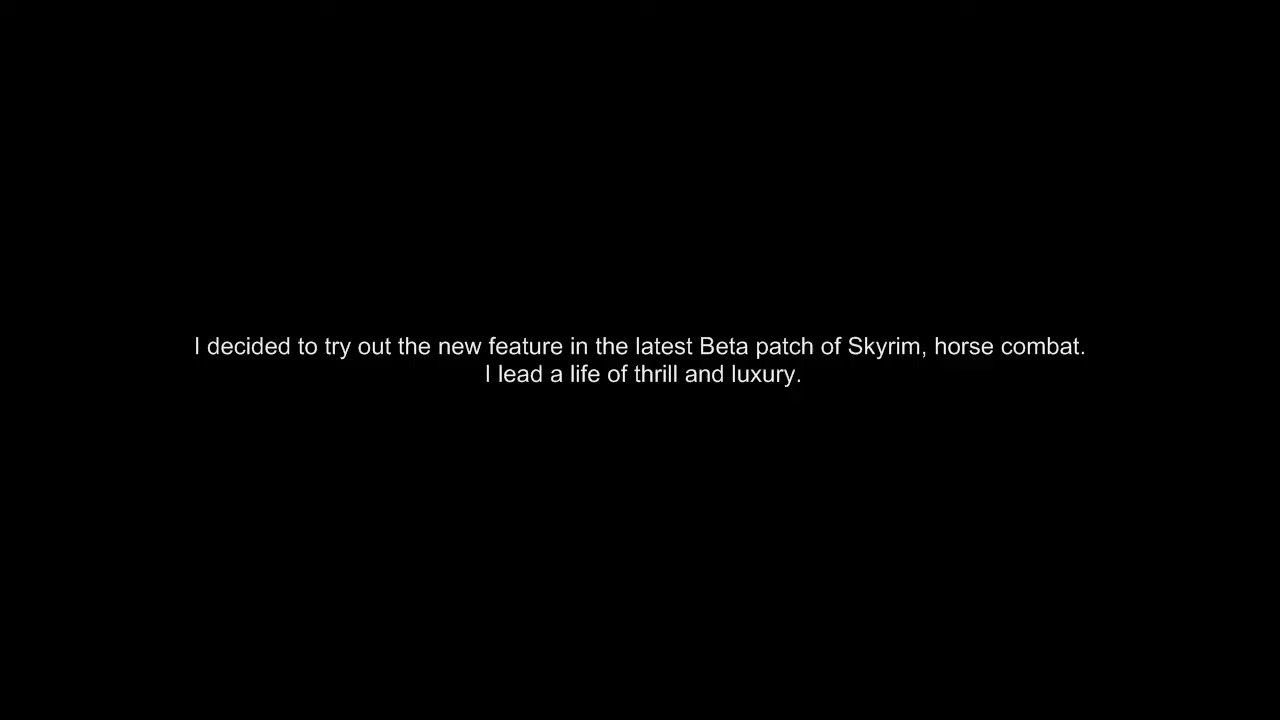 I decided to try out the new feature in the latest Beta patch of Skyrim, horse combat.
I lead a life of thrill and luxury.